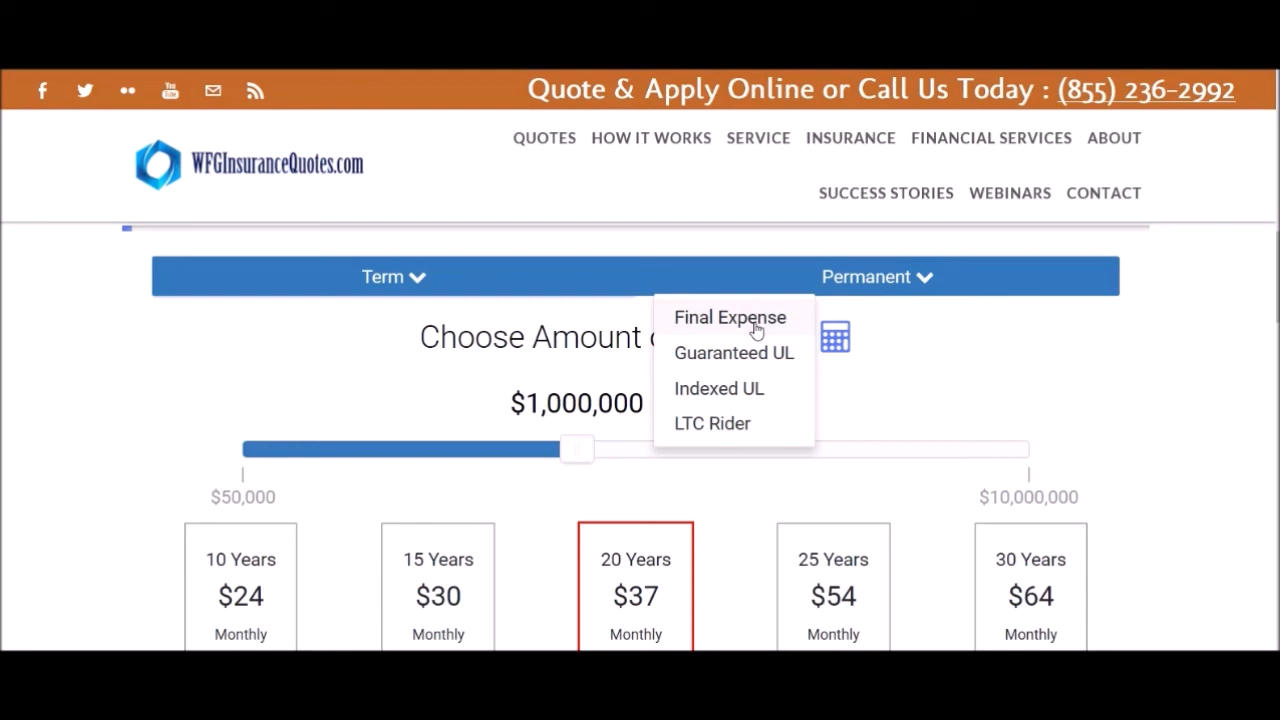 Quote & Apply Online or Call Us Today : (855) 236-2992
WFGInsuranceQuotes.com
QUOTES HOW IT WORKS SERVICE INSURANCE FINANCIAL SERVICES ABOUT
SUCCESS STORIES WEBINARS CONTACT
Term Permanent
Choose Amount
Final Expense
Guaranteed UL
Indexed UL
LTC Rider
$1,000,000
$50,000 $10,000,000
10 Years 15 Years 20 Years 25 Years 30 Years
$24 $30 $37 $54 $64
Monthly Monthly Monthly Monthly Monthly